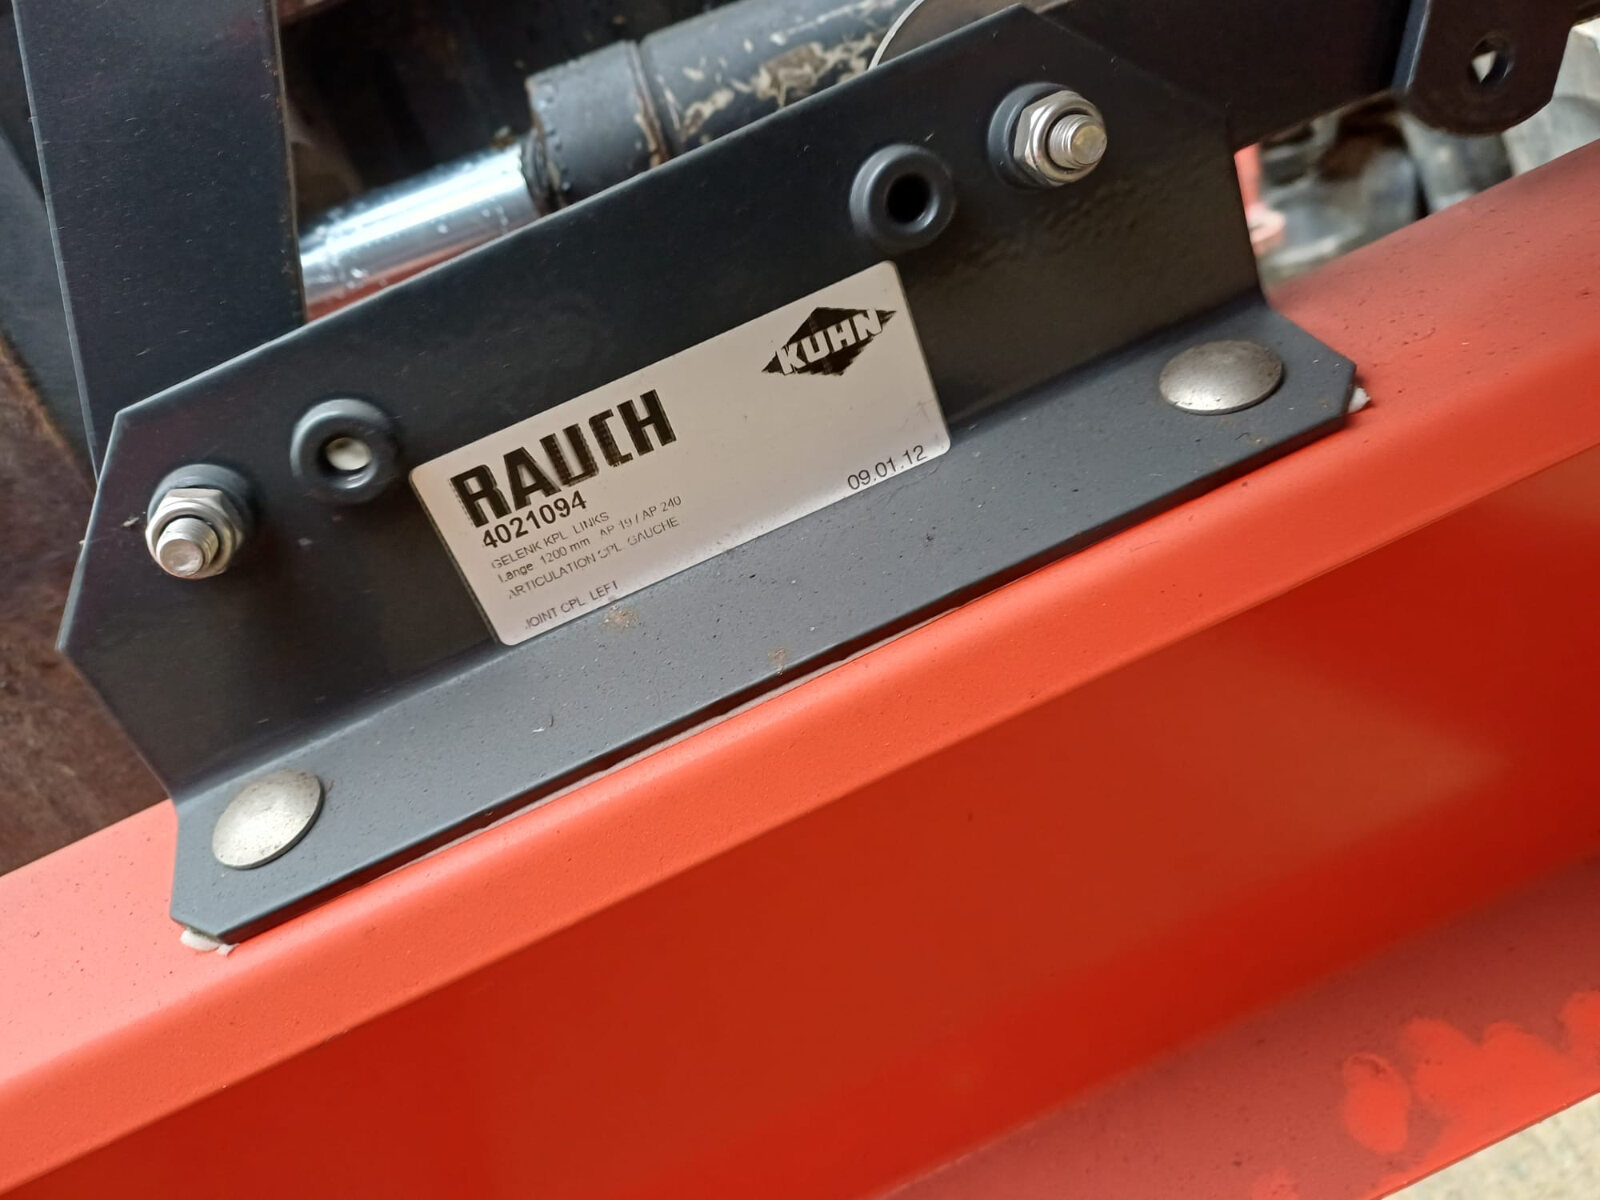 RAUCH
KUHN
4021094
09.01.12
GELENK KPL. LINKS
Länge 1200 mm AP 19 / AP 240
ARTICULATION CPL. GAUCHE
JOINT CPL. LEFT